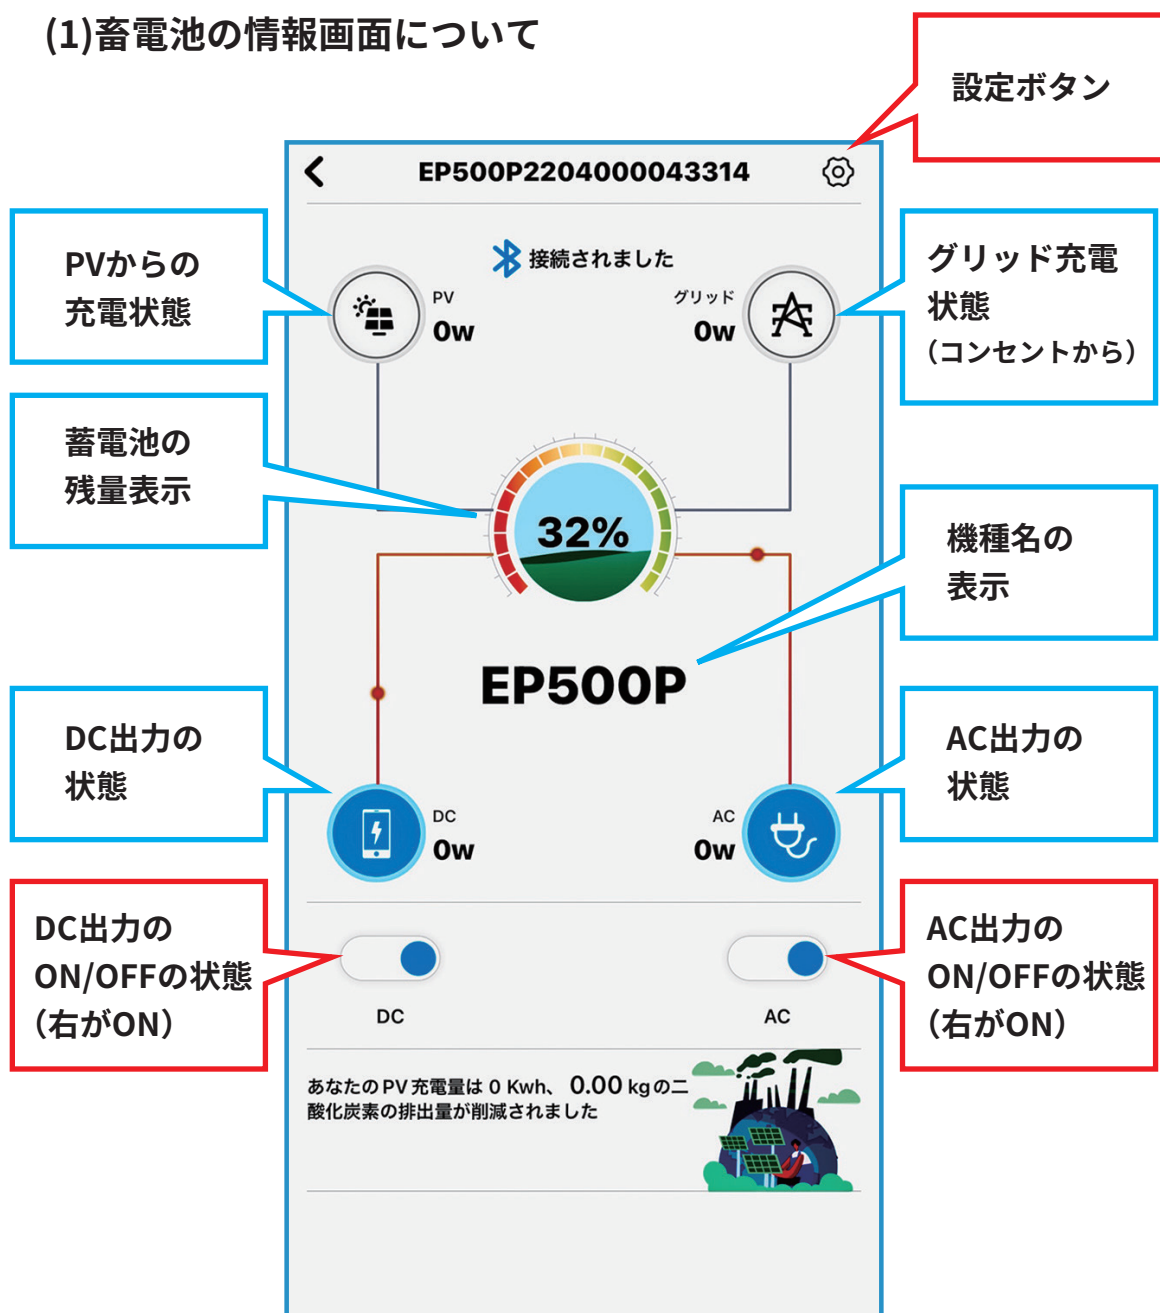 (1)蓄電池の情報画面について
設定ボタン
EP500P2204000043314
PVからの
充電状態
接続されました
PV
0w
グリッド
0w
グリッド充電
状態
（コンセントから）
蓄電池の
残量表示
32%
機種名の
表示
EP500P
DC出力の
状態
DC
0w
AC
0w
AC出力の
状態
DC出力の
ON/OFFの状態
（右がON）
DC
AC
AC出力の
ON/OFFの状態
（右がON）
あなたのPV 充電量は 0 Kwh、 0.00 kgの二
酸化炭素の排出量が削減されました